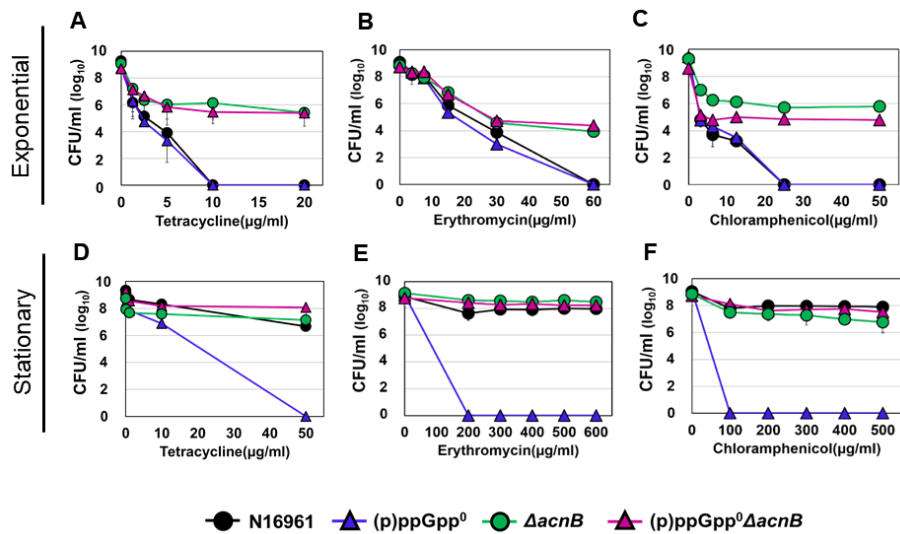 Exponential
A
CFU/ml (log₁₀)
10
8
6
4
2
0
0 5 10 15 20
Tetracycline(µg/ml)
B
CFU/ml (log₁₀)
10
8
6
4
2
0
0 10 20 30 40 50 60
Erythromycin(µg/ml)
C
CFU/ml (log₁₀)
10
8
6
4
2
0
0 10 20 30 40 50
Chloramphenicol(µg/ml)
Stationary
D
CFU/ml (log₁₀)
10
8
6
4
2
0
0 10 20 30 40 50
Tetracycline(µg/ml)
E
CFU/ml (log₁₀)
10
8
6
4
2
0
0 100 200 300 400 500 600
Erythromycin(µg/ml)
F
CFU/ml (log₁₀)
10
8
6
4
2
0
0 100 200 300 400 500
Chloramphenicol(µg/ml)
N16961 (p)ppGpp⁰ ΔacnB (p)ppGpp⁰ΔacnB